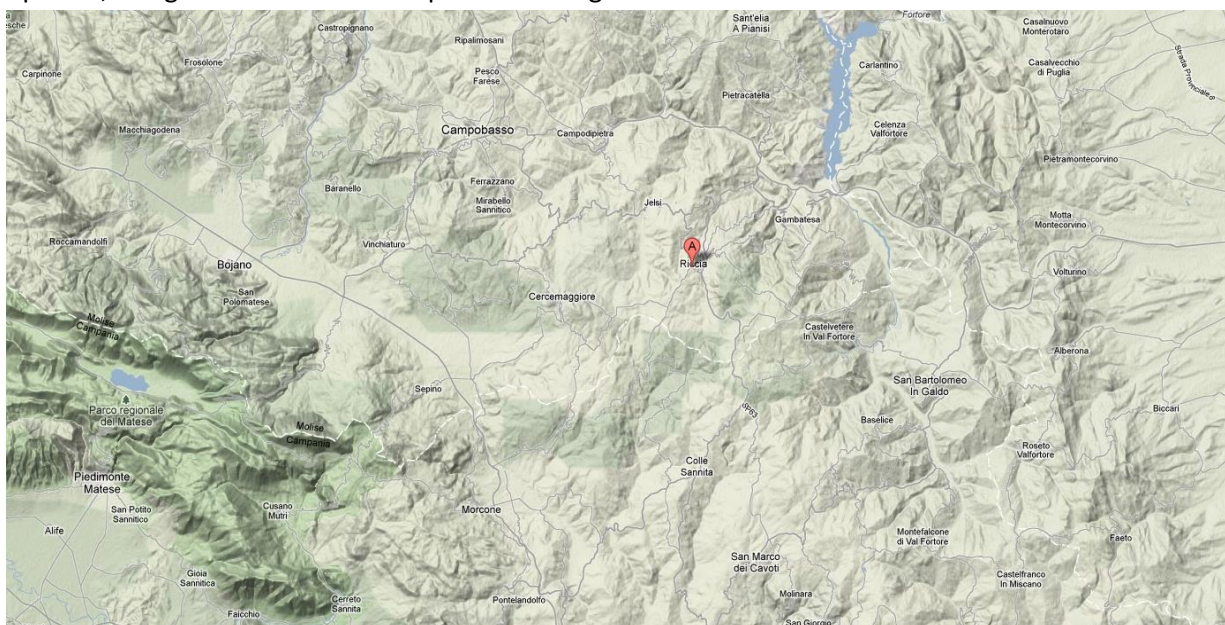 Sant'elia
A Pianisi
Fortore
Casalnuovo
Monterotaro
Castropignano
Ripalimosani
Frosolone
Carpinone
Pesco
Farese
Carlantino
Casalvecchio
di Puglia
Strada Provinciale
Pietracatella
Macchiagodena
Campobasso
Campodipietra
Celenza
Valfortore
Pietramontecorvino
Ferrazzano
Baranello
Mirabello
Sannitico
Jelsi
Gambatesa
Motta
Montecorvino
Roccamandolfi
Vinchiaturo
A
Riccia
Bojano
Volturino
San
Polomatese
Cercemaggiore
Molise
Campania
Castelvetere
In Val Fortore
Alberona
Sepino
San Bartolomeo
In Galdo
Parco regionale
del Matese
SP63
Biccari
Baselice
Molise
Campania
Roseto
Valfortore
Colle
Sannita
Piedimonte
Matese
San Potito
Sannitico
Cusano
Mutri
Morcone
Alife
Montefalcone
di Val Fortore
Faeto
San Marco
dei Cavoti
Gioia
Sannitica
Castelfranco
In Miscano
Molinara
Cerreto
Sannita
Pontelandolfo
Faicchio
San Giorgio